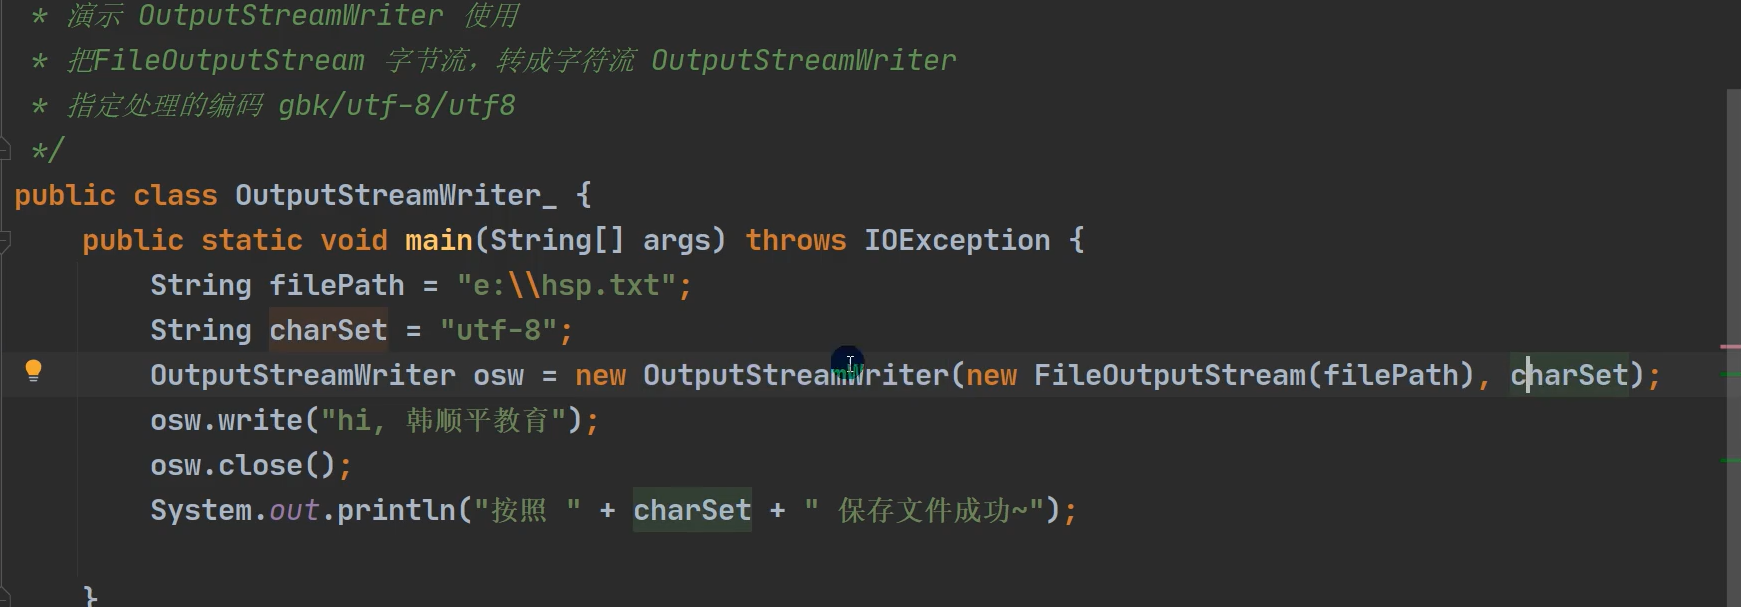 * 演示 OutputStreamWriter 使用
* 把FileOutputStream 字节流，转成字符流 OutputStreamWriter
* 指定处理的编码 gbk/utf-8/utf8
*/
public class OutputStreamWriter_ {
public static void main(String[] args) throws IOException {
String filePath = "e:\\hsp.txt";
String charSet = "utf-8";
OutputStreamWriter osw = new OutputStreamWriter(new FileOutputStream(filePath), charSet);
osw.write("hi, 韩顺平教育");
osw.close();
System.out.println("按照 " + charSet + " 保存文件成功~");
}